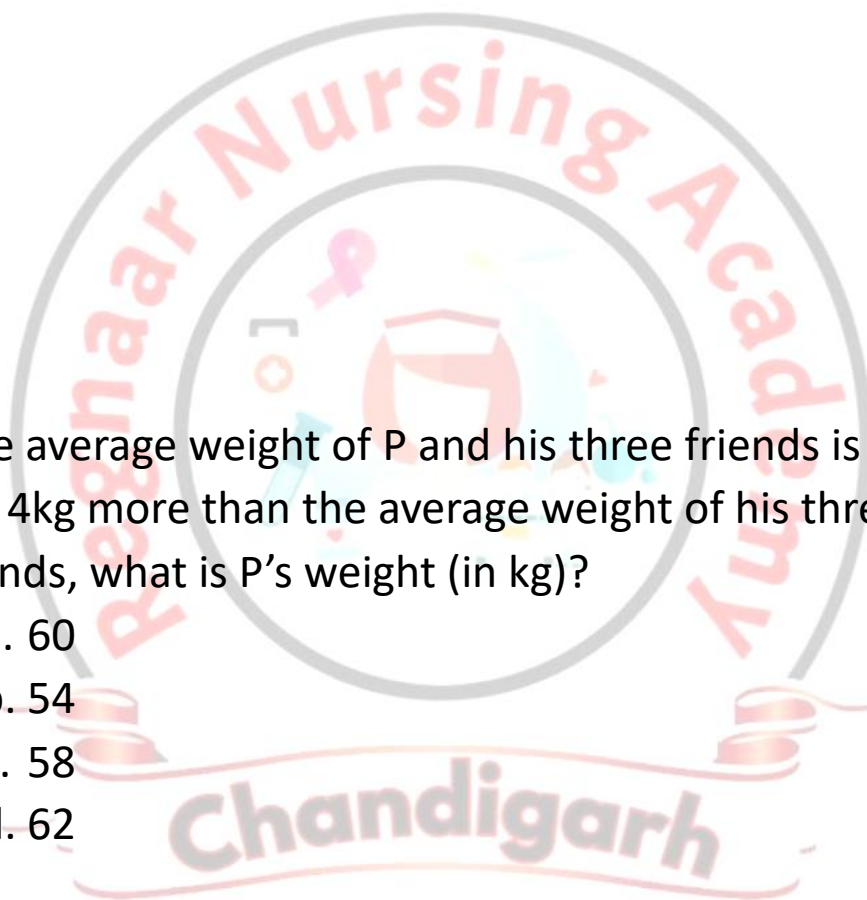 Regnaar Nursing Academy
e average weight of P and his three friends is
4kg more than the average weight of his thre
nds, what is P’s weight (in kg)?
. 60
. 54
. 58
. 62
Chandigarh